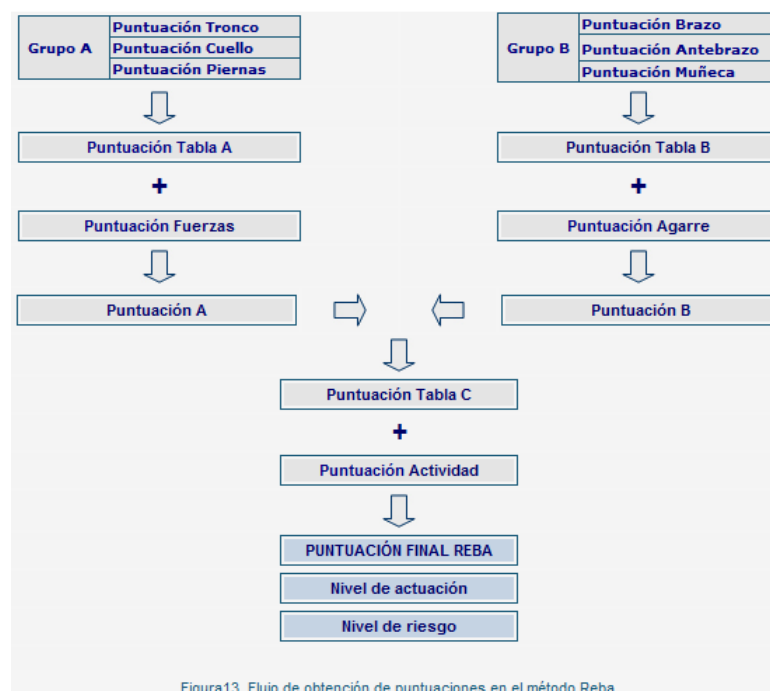 Grupo A
Puntuación Tronco
Puntuación Cuello
Puntuación Piernas
Grupo B
Puntuación Brazo
Puntuación Antebrazo
Puntuación Muñeca
Puntuación Tabla A
Puntuación Tabla B
+
+
Puntuación Fuerzas
Puntuación Agarre
Puntuación A
Puntuación B
Puntuación Tabla C
+
Puntuación Actividad
PUNTUACIÓN FINAL REBA
Nivel de actuación
Nivel de riesgo
Figura13. Flujo de obtención de puntuaciones en el método Reba